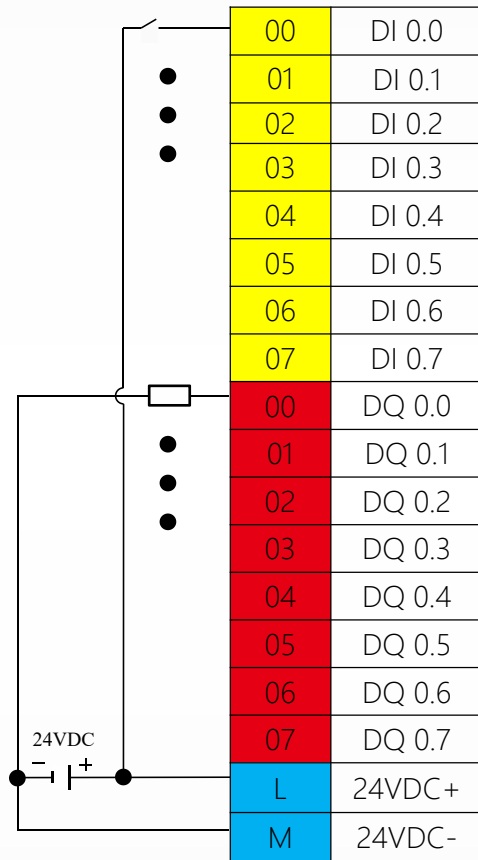 00 DI 0.0
01 DI 0.1
02 DI 0.2
03 DI 0.3
04 DI 0.4
05 DI 0.5
06 DI 0.6
07 DI 0.7
00 DQ 0.0
01 DQ 0.1
02 DQ 0.2
03 DQ 0.3
04 DQ 0.4
05 DQ 0.5
06 DQ 0.6
07 DQ 0.7
24VDC
− +
L 24VDC+
M 24VDC-